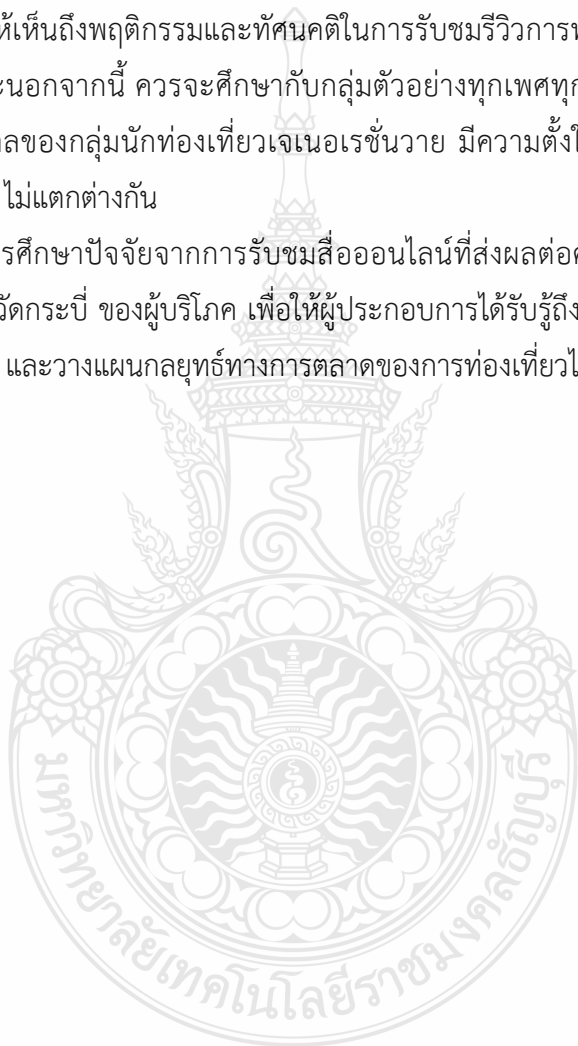 ห้เห็นถึงพฤติกรรมและทัศนคติในการรับชมรีวิวการท
ะนอกจากนี้ ควรจะศึกษากับกลุ่มตัวอย่างทุกเพศทุก
ลของกลุ่มนักท่องเที่ยวเจเนอเรชั่นวาย มีความตั้งใ
ไม่แตกต่างกัน
รศึกษาปัจจัยจากการรับชมสื่อออนไลน์ที่ส่งผลต่อค
วัดกระบี่ ของผู้บริโภค เพื่อให้ผู้ประกอบการได้รับรู้ถึง
และวางแผนกลยุทธ์ทางการตลาดของการท่องเที่ยวไ
มหาวิทยาลัยเทคโนโลยีราชมงคลธัญบุรี